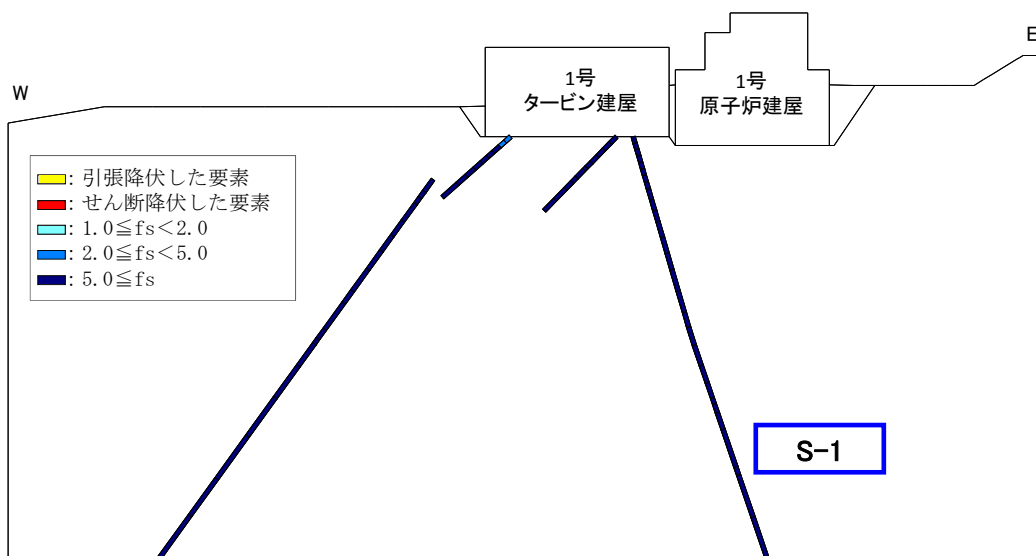 E
W
1号
タービン建屋
1号
原子炉建屋
: 引張降伏した要素
: せん断降伏した要素
: 1.0≦fs＜2.0
: 2.0≦fs＜5.0
: 5.0≦fs
S-1